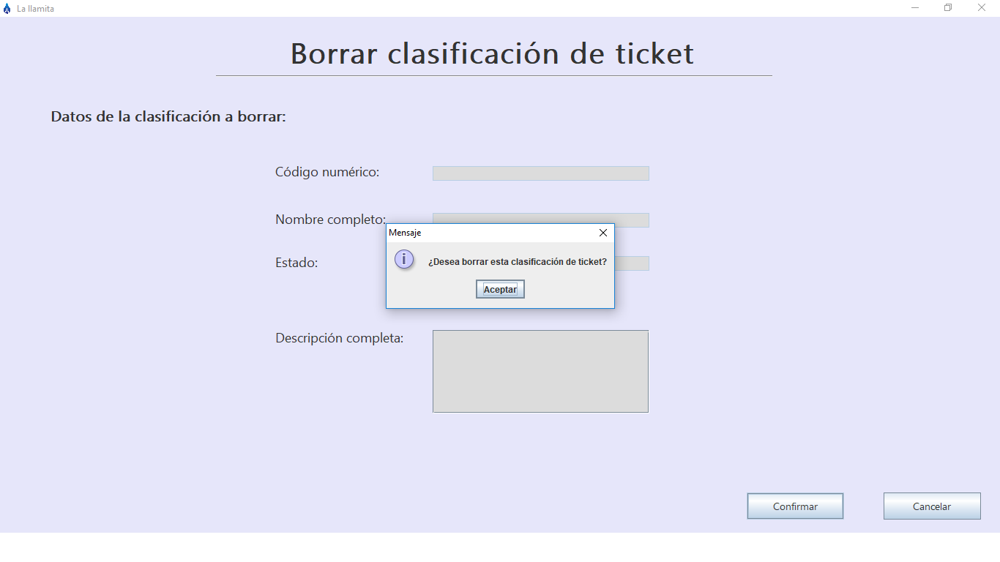 La llamita
Borrar clasificación de ticket
Datos de la clasificación a borrar:
Código numérico:
Nombre completo:
Mensaje
Estado:
¿Desea borrar esta clasificación de ticket?
Aceptar
Descripción completa:
Confirmar
Cancelar